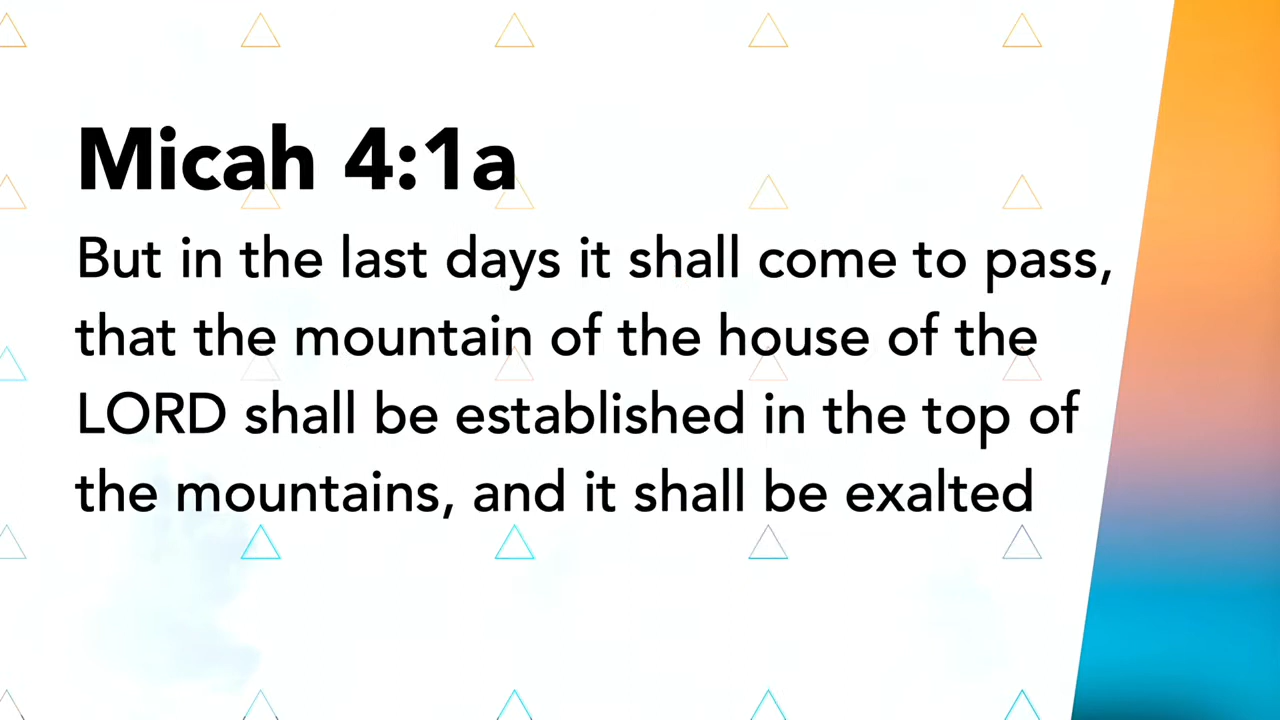 Micah 4:1a
But in the last days it shall come to pass,
that the mountain of the house of the
LORD shall be established in the top of
the mountains, and it shall be exalted